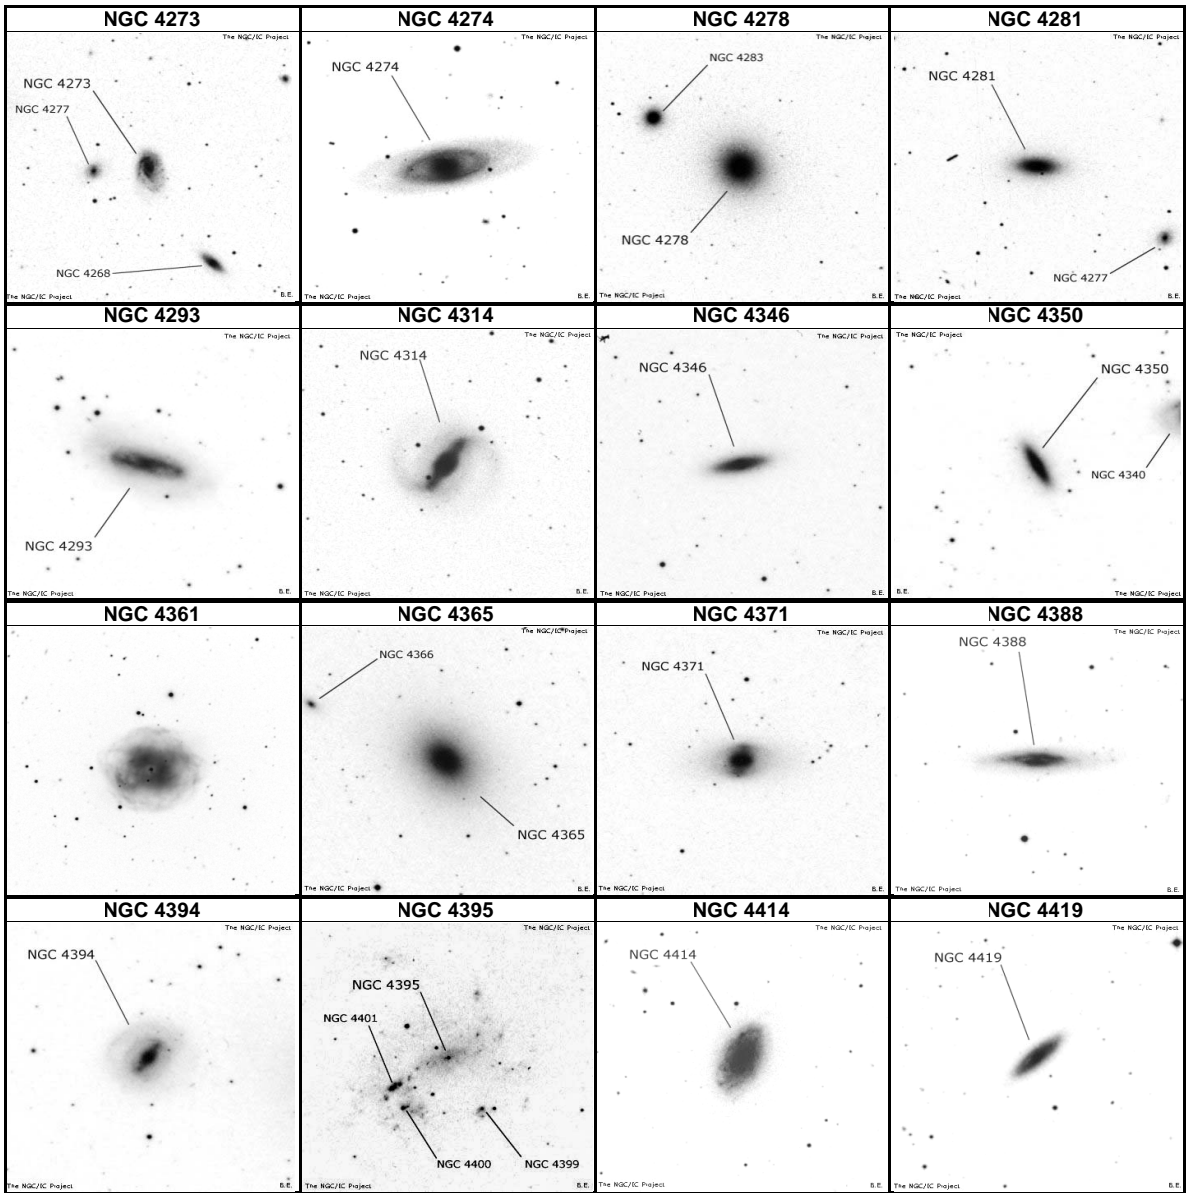 NGC 4273
NGC 4274
NGC 4278
NGC 4281
The NGC/IC Project
NGC 4273
NGC 4277
NGC 4268
The NGC/IC Project
B.E.
The NGC/IC Project
NGC 4274
The NGC/IC Project
B.E.
The NGC/IC Project
NGC 4283
NGC 4278
The NGC/IC Project
B.E.
The NGC/IC Project
NGC 4281
NGC 4277
The NGC/IC Project
B.E.
NGC 4293
NGC 4314
NGC 4346
NGC 4350
The NGC/IC Project
NGC 4293
The NGC/IC Project
B.E.
The NGC/IC Project
NGC 4314
The NGC/IC Project
B.E.
The NGC/IC Project
NGC 4346
The NGC/IC Project
B.E.
The NGC/IC Project
NGC 4350
NGC 4340
B.E.
The NGC/IC Project
NGC 4361
NGC 4365
NGC 4371
NGC 4388
The NGC/IC Project
NGC 4366
NGC 4365
The NGC/IC Project
B.E.
The NGC/IC Project
NGC 4371
The NGC/IC Project
B.E.
The NGC/IC Project
NGC 4388
The NGC/IC Project
B.E.
NGC 4394
NGC 4395
NGC 4414
NGC 4419
The NGC/IC Project
NGC 4394
The NGC/IC Project
B.E.
The NGC/IC Project
NGC 4395
NGC 4401
NGC 4400
NGC 4399
The NGC/IC Project
B.E.
The NGC/IC Project
NGC 4414
The NGC/IC Project
B.E.
The NGC/IC Project
NGC 4419
The NGC/IC Project
B.E.